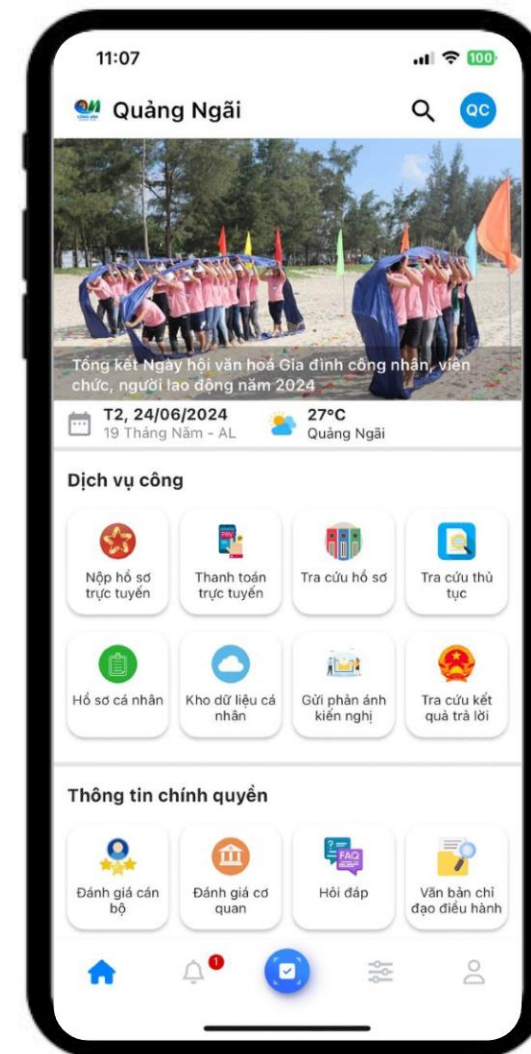 11:07
100
Quảng Ngãi
QC
Tổng kết Ngày hội văn hoá Gia đình công nhân, viên
chức, người lao động năm 2024
T2, 24/06/2024
19 Tháng Năm - AL
27°C
Quảng Ngãi
Dịch vụ công
Nộp hồ sơ
trực tuyến
Thanh toán
trực tuyến
Tra cứu hồ sơ
Tra cứu thủ
tục
Hồ sơ cá nhân
Kho dữ liệu cá
nhân
Gửi phản ánh
kiến nghị
Tra cứu kết
quả trả lời
Thông tin chính quyền
Đánh giá cán
bộ
Đánh giá cơ
quan
FAQ
Hỏi đáp
Văn bản chỉ
đạo điều hành
1